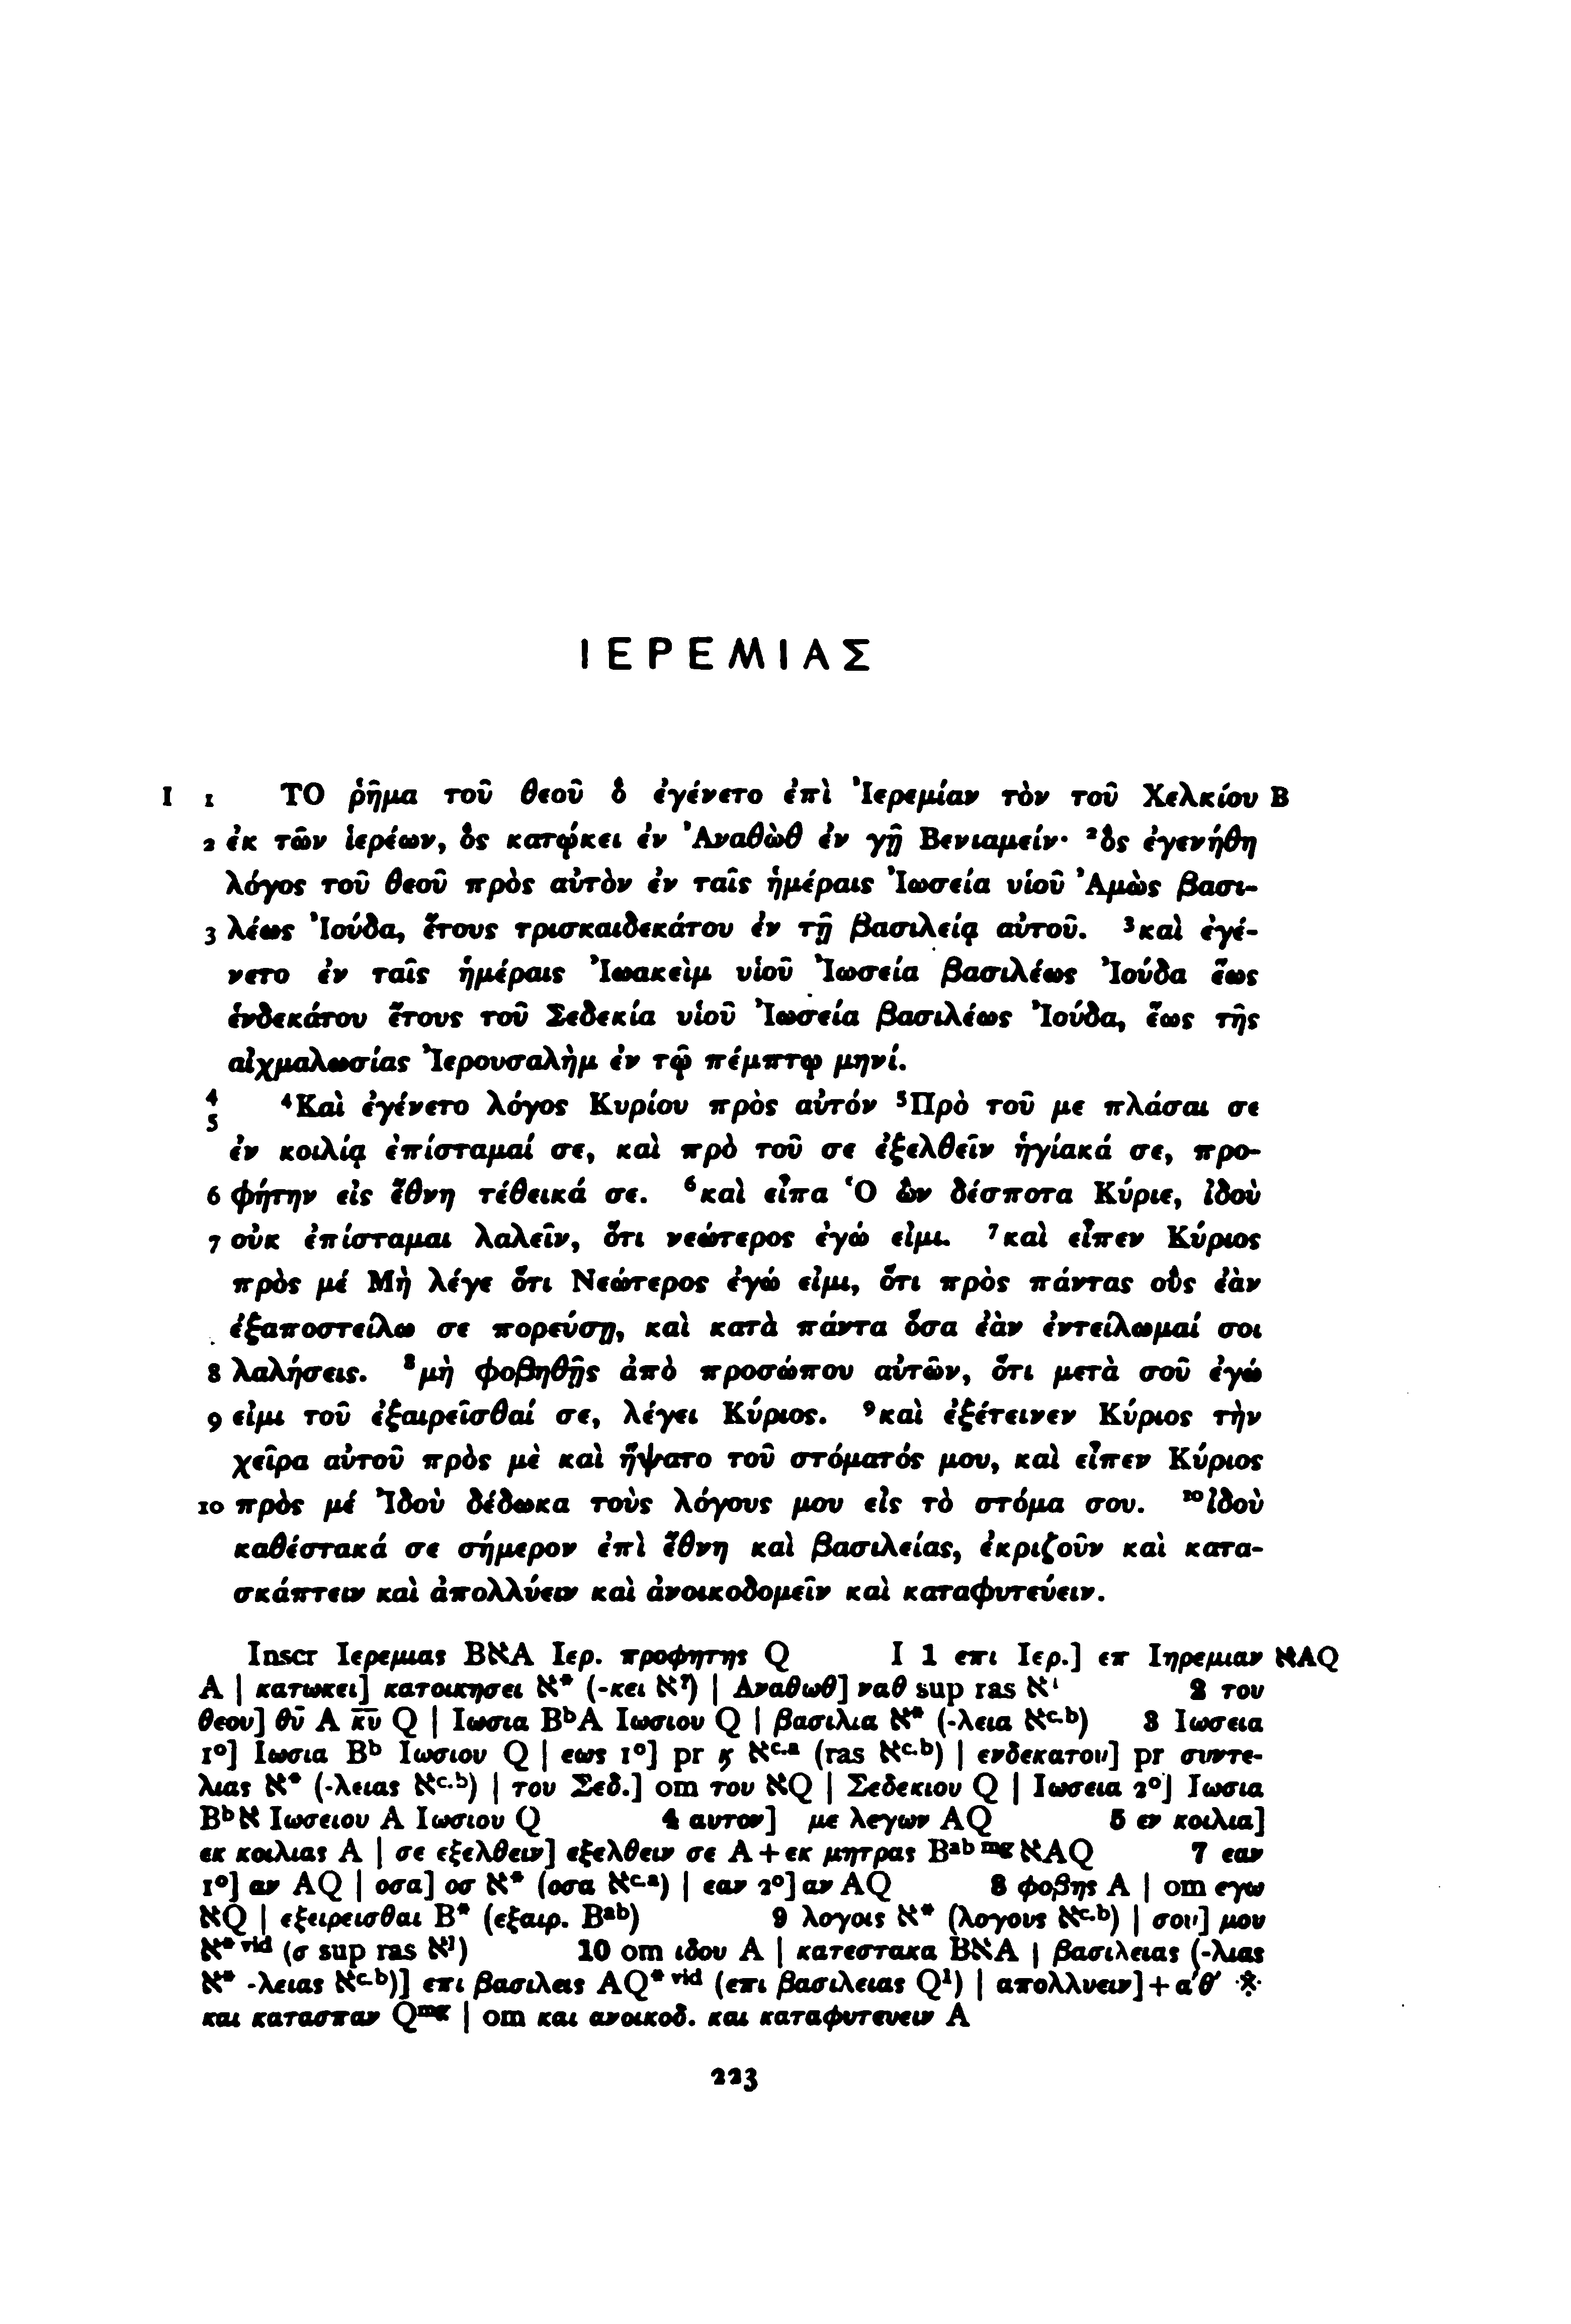 ΙΕΡΕΜΙΑΣ
I 1 ΤΟ ῥῆμα τοῦ θεοῦ ὃ ἐγένετο ἐπὶ Ἰερεμίαν τὸν τοῦ Χελκίου B
2 ἐκ τῶν ἱερέων, ὃς κατῴκει ἐν Ἀναθὼθ ἐν γῇ Βενιαμείν· ²ὃς ἐγενήθη
λόγος τοῦ θεοῦ πρὸς αὐτὸν ἐν ταῖς ἡμέραις Ἰωσεία υἱοῦ Ἀμὼς βασι-
3 λέως Ἰούδα, ἔτους τρισκαιδεκάτου ἐν τῇ βασιλείᾳ αὐτοῦ. ³καὶ ἐγέ-
νετο ἐν ταῖς ἡμέραις Ἰωακεὶμ υἱοῦ Ἰωσεία βασιλέως Ἰούδα ἕως
ἑνδεκάτου ἔτους τοῦ Σεδεκία υἱοῦ Ἰωσεία βασιλέως Ἰούδα, ἕως τῆς
αἰχμαλωσίας Ἰερουσαλὴμ ἐν τῷ πέμπτῳ μηνί.
4 ⁴Καὶ ἐγένετο λόγος Κυρίου πρὸς αὐτόν ⁵Πρὸ τοῦ με πλάσαι σε
5 ἐν κοιλίᾳ ἐπίσταμαί σε, καὶ πρὸ τοῦ σε ἐξελθεῖν ἡγίακά σε, προ-
6 φήτην εἰς ἔθνη τέθεικά σε. ⁶καὶ εἶπα Ὁ ὢν δέσποτα Κύριε, ἰδοὺ
7 οὐκ ἐπίσταμαι λαλεῖν, ὅτι νεώτερος ἐγώ εἰμι. ⁷καὶ εἶπεν Κύριος
πρὸς μέ Μὴ λέγε ὅτι Νεώτερος ἐγώ εἰμι, ὅτι πρὸς πάντας οὓς ἐὰν
ἐξαποστείλω σε πορεύσῃ, καὶ κατὰ πάντα ὅσα ἐὰν ἐντείλωμαί σοι
8 λαλήσεις. ⁸μὴ φοβηθῇς ἀπὸ προσώπου αὐτῶν, ὅτι μετὰ σοῦ ἐγώ
9 εἰμι τοῦ ἐξαιρεῖσθαί σε, λέγει Κύριος. ⁹καὶ ἐξέτεινεν Κύριος τὴν
χεῖρα αὐτοῦ πρὸς μὲ καὶ ἥψατο τοῦ στόματός μου, καὶ εἶπεν Κύριος
10 πρὸς μέ Ἰδοὺ δέδωκα τοὺς λόγους μου εἰς τὸ στόμα σου. ¹⁰ἰδοὺ
καθέστακά σε σήμερον ἐπὶ ἔθνη καὶ βασιλείας, ἐκριζοῦν καὶ κατα-
σκάπτειν καὶ ἀπολλύειν καὶ ἀνοικοδομεῖν καὶ καταφυτεύειν.
Inscr Ιερεμιας BאA Ιερ. προφητης Q I 1 επι Ιερ.] επ Ιηρεμιαν אAQ
A | κατωκει] κατοικησει א* (-κει א?) | Αναθωθ] ναθ sup ras א¹ 2 του
θεου] θ̅υ̅ A κ̅υ̅ Q | Ιωσια BᵇA Ιωσιου Q | βασιλια א* (-λεια אᶜ·ᵇ) 3 Ιωσεια
1°] Ιωσια Bᵇ Ιωσιου Q | εως 1°] pr ϗ אᶜ·ᵃ (ras אᶜ·ᵇ) | ενδεκατου] pr συντε-
λιας א* (-λειας אᶜ·ᵇ) | του Σεδ.] om του אQ | Σεδεκιου Q | Ιωσεια 2°] Ιωσια
Bᵇא Ιωσειου A Ιωσιου Q 4 αυτον] με λεγων AQ 5 εν κοιλια]
εκ κοιλιας A | σε εξελθειν] εξελθειν σε A + εκ μητρας Bᵃᵇ ᵐᵍ אAQ 7 εαν
1°] αν AQ | οσα] οσ א* (οσα אᶜ·ᵃ) | εαν 2°] αν AQ 8 φοβης A | om εγω
אQ | εξειρεισθαι B* (εξαιρ. Bᵃᵇ) 9 λογοις א* (λογους אᶜ·ᵇ) | σου] μου
א* ᵛⁱᵈ (σ sup ras א¹) 10 om ιδου A | κατεστακα BאA | βασιλειας (-λιας
א* -λειας אᶜ·ᵇ)] επι βασιλεις AQ* ᵛⁱᵈ (επι βασιλειας Q¹) | απολλυειν] + α′θ′ ※
και κατασπαν Qᵐᵍ | om και ανοικοδ. και καταφυτευειν A
223